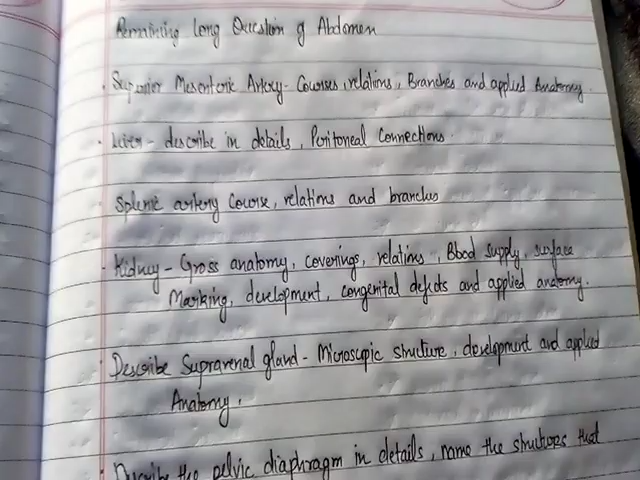 Remaining Long Question of Abdomen
• Superior Mesenteric Artery - Courses, relations, Branches and applied Anatomy.
• Liver - describe in details, Peritoneal Connections.
Splenic artery Course, relations and branches
• Kidney - Gross anatomy, coverings, relations, Blood supply, surface
Marking, development, congenital defects and applied anatomy.
Describe Suprarenal gland - Microscopic structure, development and applied
Anatomy.
• Describe the pelvic diaphragm in details, name the structures that